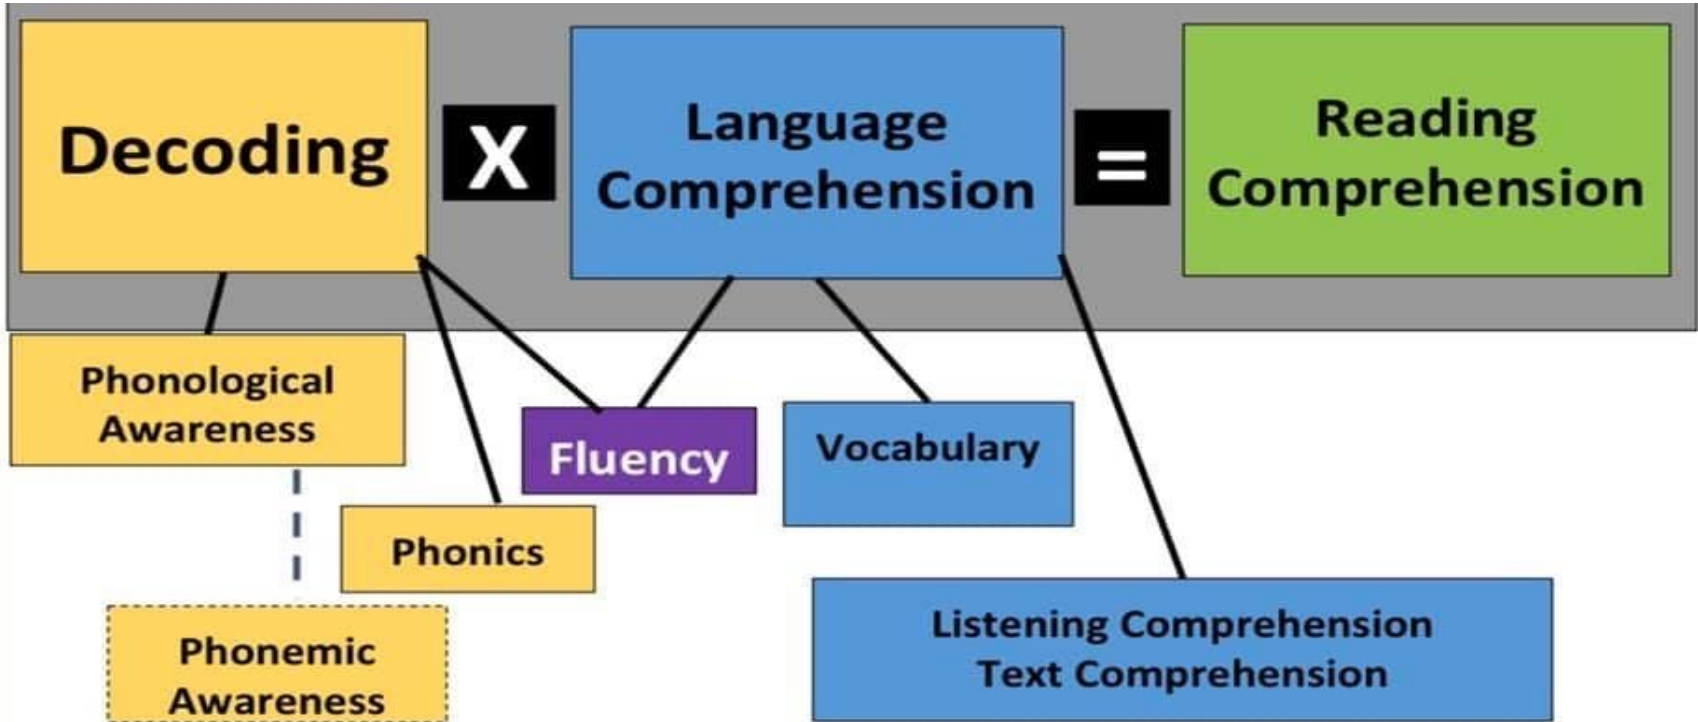 Decoding
X
Language
Comprehension
=
Reading
Comprehension
Phonological
Awareness
Fluency
Vocabulary
Phonics
Listening Comprehension
Text Comprehension
Phonemic
Awareness